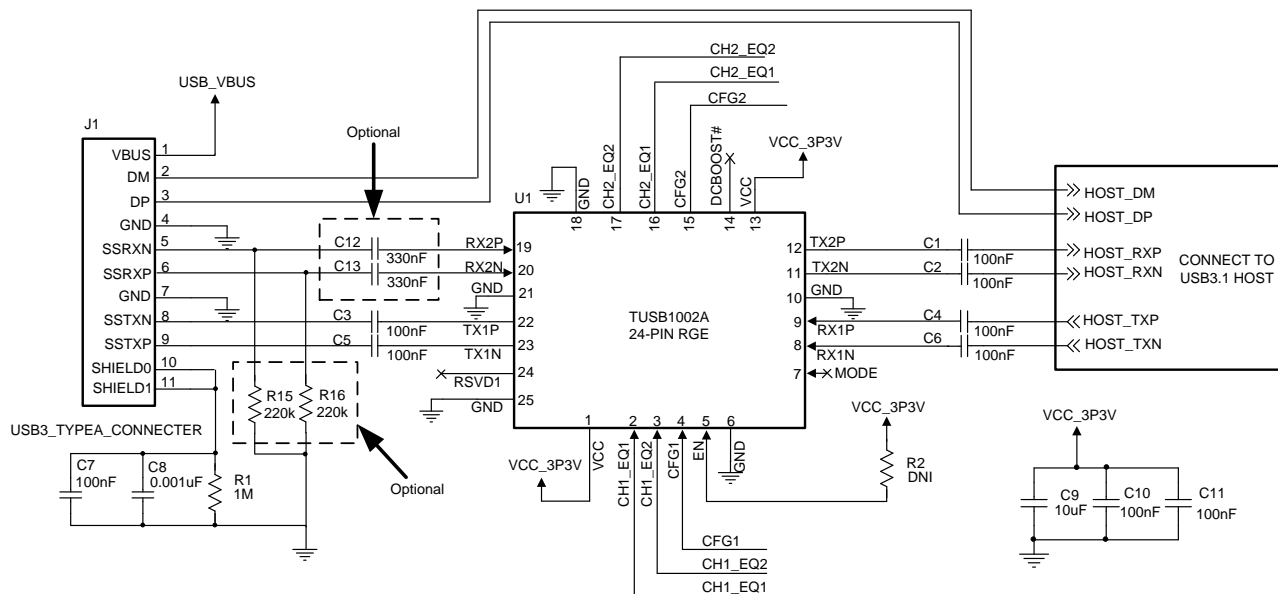 USB_VBUS
J1
VBUS 1
DM 2
DP 3
GND 4
SSRXN 5
SSRXP 6
GND 7
SSTXN 8
SSTXP 9
SHIELD0 10
SHIELD1 11
USB3_TYPEA_CONNECTER
C7
100nF
C8
0.001uF
R1
1M
Optional
C12
330nF
C13
330nF
C3
100nF
C5
100nF
R15
220k
R16
220k
Optional
RX2P
RX2N
GND
TX1P
TX1N
RSVD1
GND
U1
19
20
21
22
23
24
25
TUSB1002A
24-PIN RGE
CH2_EQ2
CH2_EQ1
CFG2
GND
CH2_EQ2
CH2_EQ1
CFG2
DCBOOST#
VCC
VCC_3P3V
18
17
16
15
14
13
12
11
10
9
8
7
TX2P
TX2N
GND
RX1P
RX1N
MODE
1
2
3
4
5
6
VCC
CH1_EQ1
CH1_EQ2
CFG1
EN
GND
VCC_3P3V
CFG1
CH1_EQ2
CH1_EQ1
VCC_3P3V
R2
DNI
C1
100nF
C2
100nF
C4
100nF
C6
100nF
HOST_DM
HOST_DP
HOST_RXP
HOST_RXN
HOST_TXP
HOST_TXN
CONNECT TO
USB3.1 HOST
VCC_3P3V
C9
10uF
C10
100nF
C11
100nF